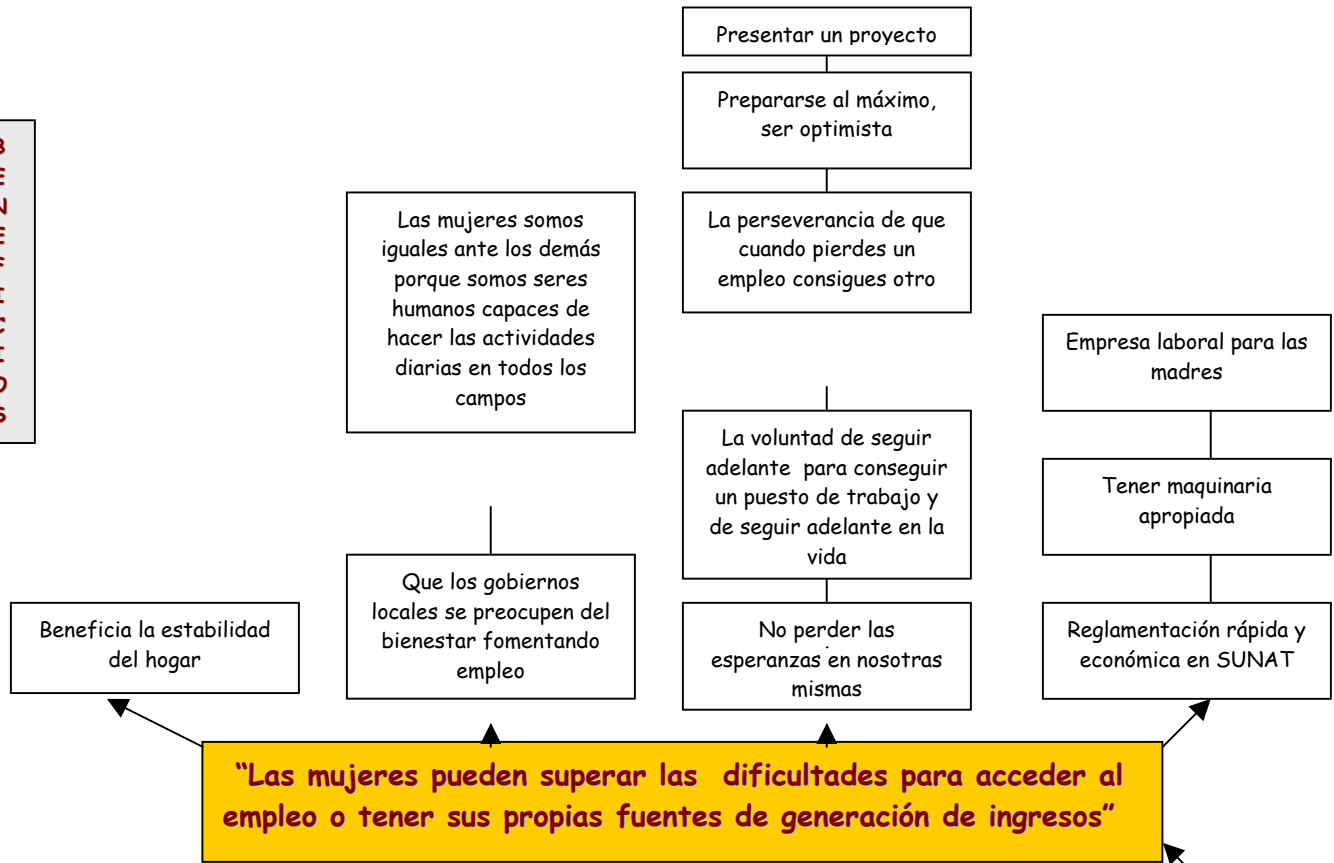 B
E
N
E
F
I
C
I
O
S
Presentar un proyecto
Prepararse al máximo,
ser optimista
Las mujeres somos
iguales ante los demás
porque somos seres
humanos capaces de
hacer las actividades
diarias en todos los
campos
La perseverancia de que
cuando pierdes un
empleo consigues otro
Empresa laboral para las
madres
La voluntad de seguir
adelante para conseguir
un puesto de trabajo y
de seguir adelante en la
vida
Tener maquinaria
apropiada
Beneficia la estabilidad
del hogar
Que los gobiernos
locales se preocupen del
bienestar fomentando
empleo
No perder las
esperanzas en nosotras
mismas
Reglamentación rápida y
económica en SUNAT
“Las mujeres pueden superar las dificultades para acceder al
empleo o tener sus propias fuentes de generación de ingresos”